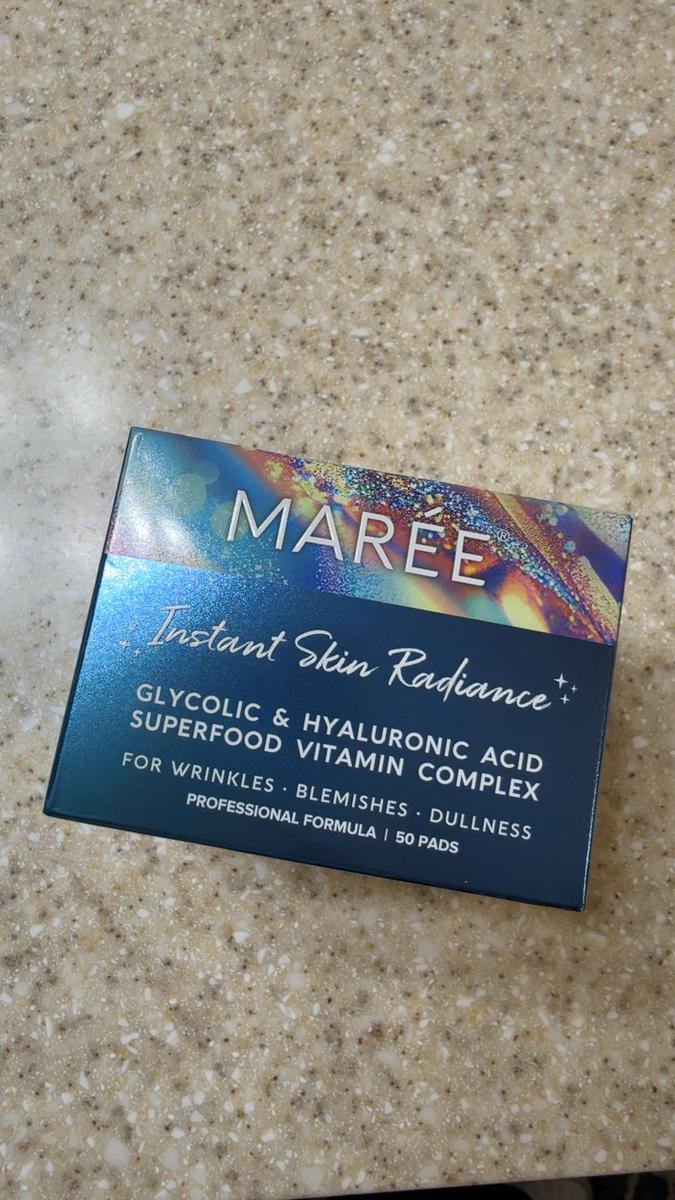 MARÉE®
Instant Skin Radiance
GLYCOLIC & HYALURONIC ACID
SUPERFOOD VITAMIN COMPLEX
FOR WRINKLES · BLEMISHES · DULLNESS
PROFESSIONAL FORMULA | 50 PADS